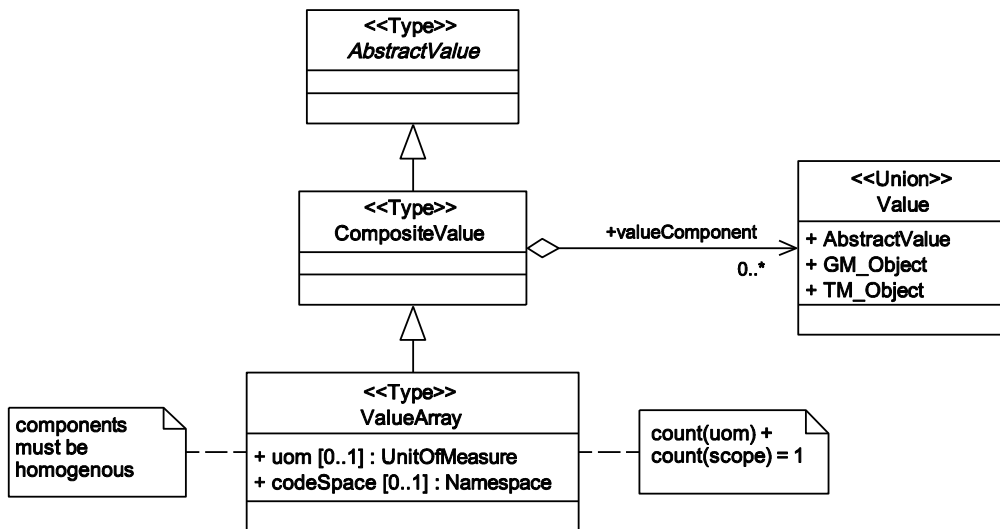 <<Type>>
AbstractValue
<<Type>>
CompositeValue
+valueComponent
0..*
<<Union>>
Value
+ AbstractValue
+ GM_Object
+ TM_Object
<<Type>>
ValueArray
+ uom [0..1] : UnitOfMeasure
+ codeSpace [0..1] : Namespace
components
must be
homogenous
count(uom) +
count(scope) = 1